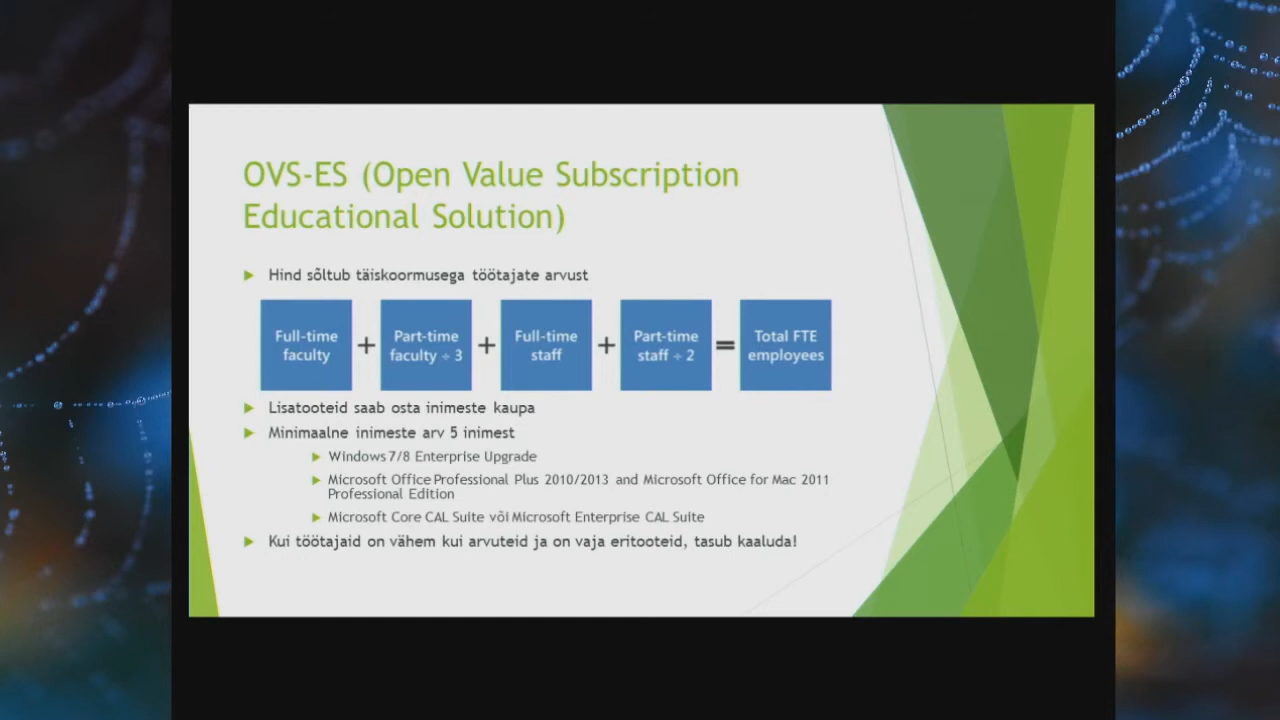 OVS-ES (Open Value Subscription
Educational Solution)
Hind sõltub täiskoormusega töötajate arvust
Full-time
faculty
+
Part-time
faculty ÷ 3
+
Full-time
staff
+
Part-time
staff ÷ 2
=
Total FTE
employees
Lisatooteid saab osta inimeste kaupa
Minimaalne inimeste arv 5 inimest
Windows 7/8 Enterprise Upgrade
Microsoft Office Professional Plus 2010/2013 and Microsoft Office for Mac 2011
Professional Edition
Microsoft Core CAL Suite või Microsoft Enterprise CAL Suite
Kui töötajaid on vähem kui arvuteid ja on vaja eritooteid, tasub kaaluda!